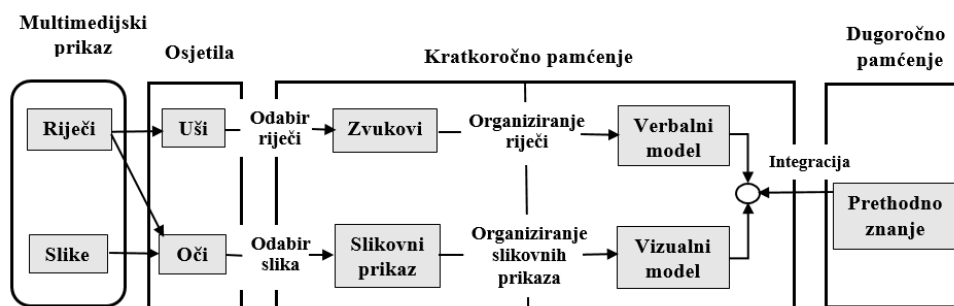 Multimedijski
prikaz
Osjetila
Kratkoročno pamćenje
Dugoročno
pamćenje
Riječi
Uši
Odabir
riječi
Zvukovi
Organiziranje
riječi
Verbalni
model
Integracija
Prethodno
znanje
Slike
Oči
Odabir
slika
Slikovni
prikaz
Organiziranje
slikovnih
prikaza
Vizualni
model